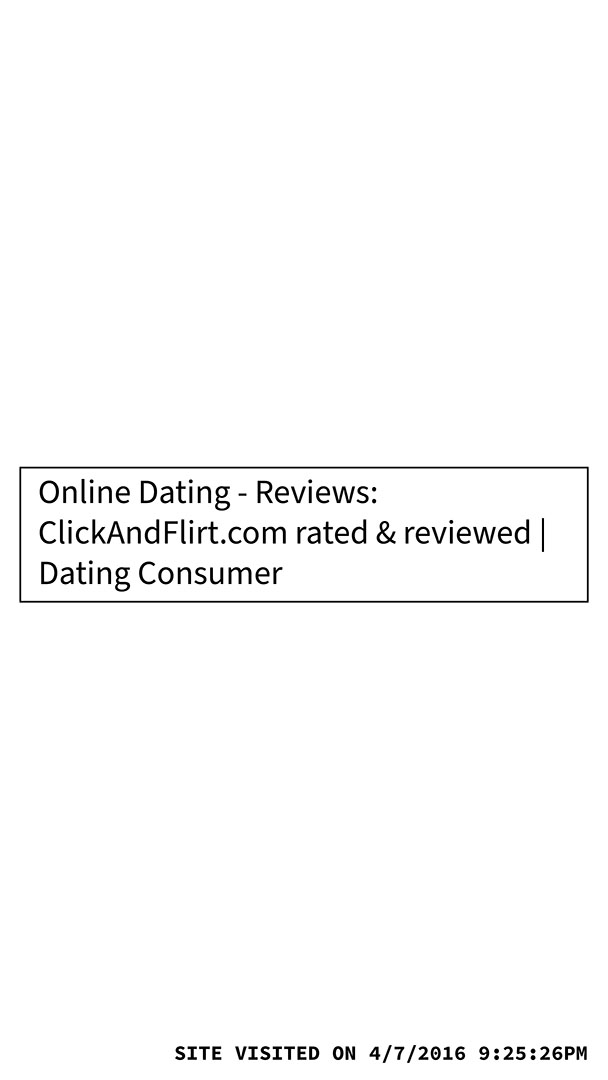 Online Dating - Reviews:
ClickAndFlirt.com rated & reviewed |
Dating Consumer
SITE VISITED ON 4/7/2016 9:25:26PM